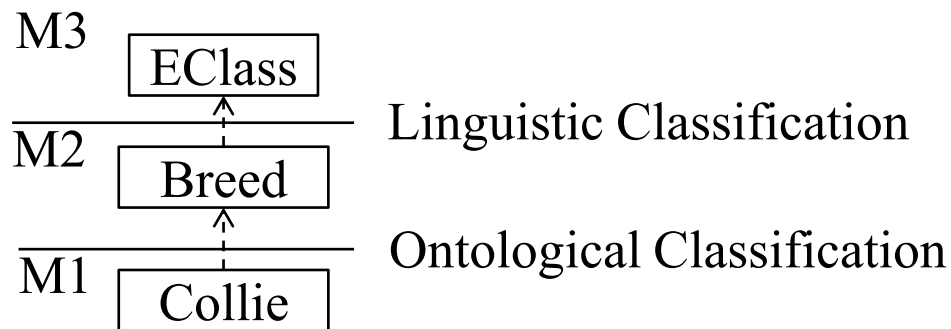 M3
EClass
Linguistic Classification
M2
Breed
Ontological Classification
M1
Collie